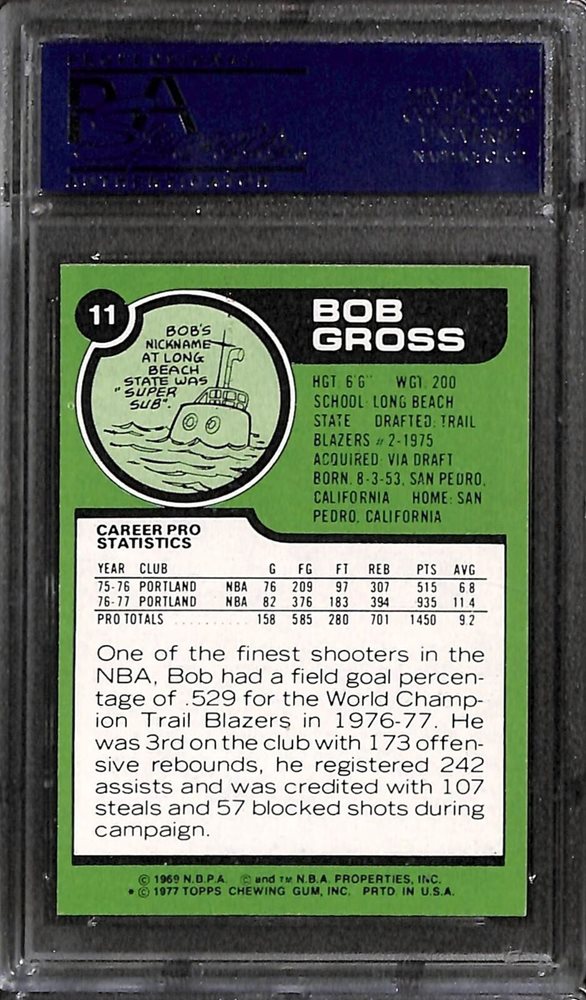 PSA
11
BOB'S
NICKNAME
AT LONG
BEACH
STATE WAS
"SUPER
SUB".
BOB
GROSS
HGT: 6'6" WGT: 200
SCHOOL: LONG BEACH
STATE DRAFTED: TRAIL
BLAZERS #2-1975
ACQUIRED: VIA DRAFT
BORN: 8-3-53, SAN PEDRO,
CALIFORNIA HOME: SAN
PEDRO, CALIFORNIA
CAREER PRO
STATISTICS
YEAR CLUB G FG FT REB PTS AVG
75-76 PORTLAND NBA 76 209 97 307 515 6.8
76-77 PORTLAND NBA 82 376 183 394 935 11.4
PRO TOTALS .......... 158 585 280 701 1450 9.2
One of the finest shooters in the
NBA, Bob had a field goal percen-
tage of .529 for the World Champ-
ion Trail Blazers in 1976-77. He
was 3rd on the club with 173 offen-
sive rebounds, he registered 242
assists and was credited with 107
steals and 57 blocked shots during
campaign.
© 1969 N.B.P.A. © and ™ N.B.A. PROPERTIES, INC.
* © 1977 TOPPS CHEWING GUM, INC. PRTD. IN U.S.A.